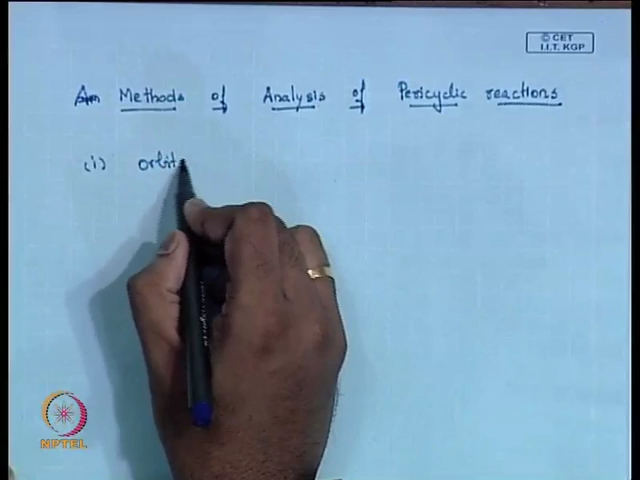 © CET
I.I.T. KGP
Methods of Analysis of Pericyclic reactions
(i) orbit
NPTEL